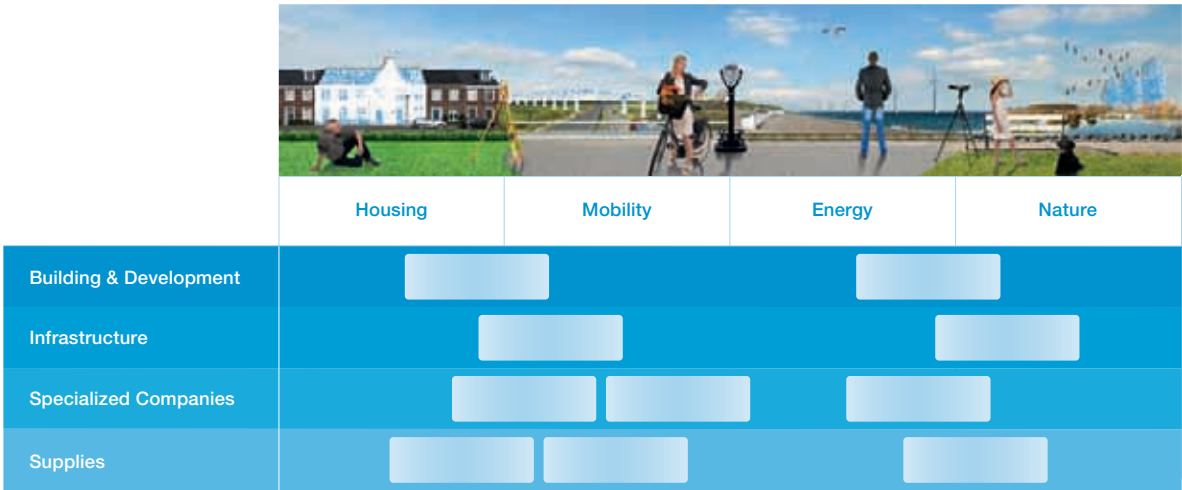 Housing
Mobility
Energy
Nature
Building & Development
Infrastructure
Specialized Companies
Supplies